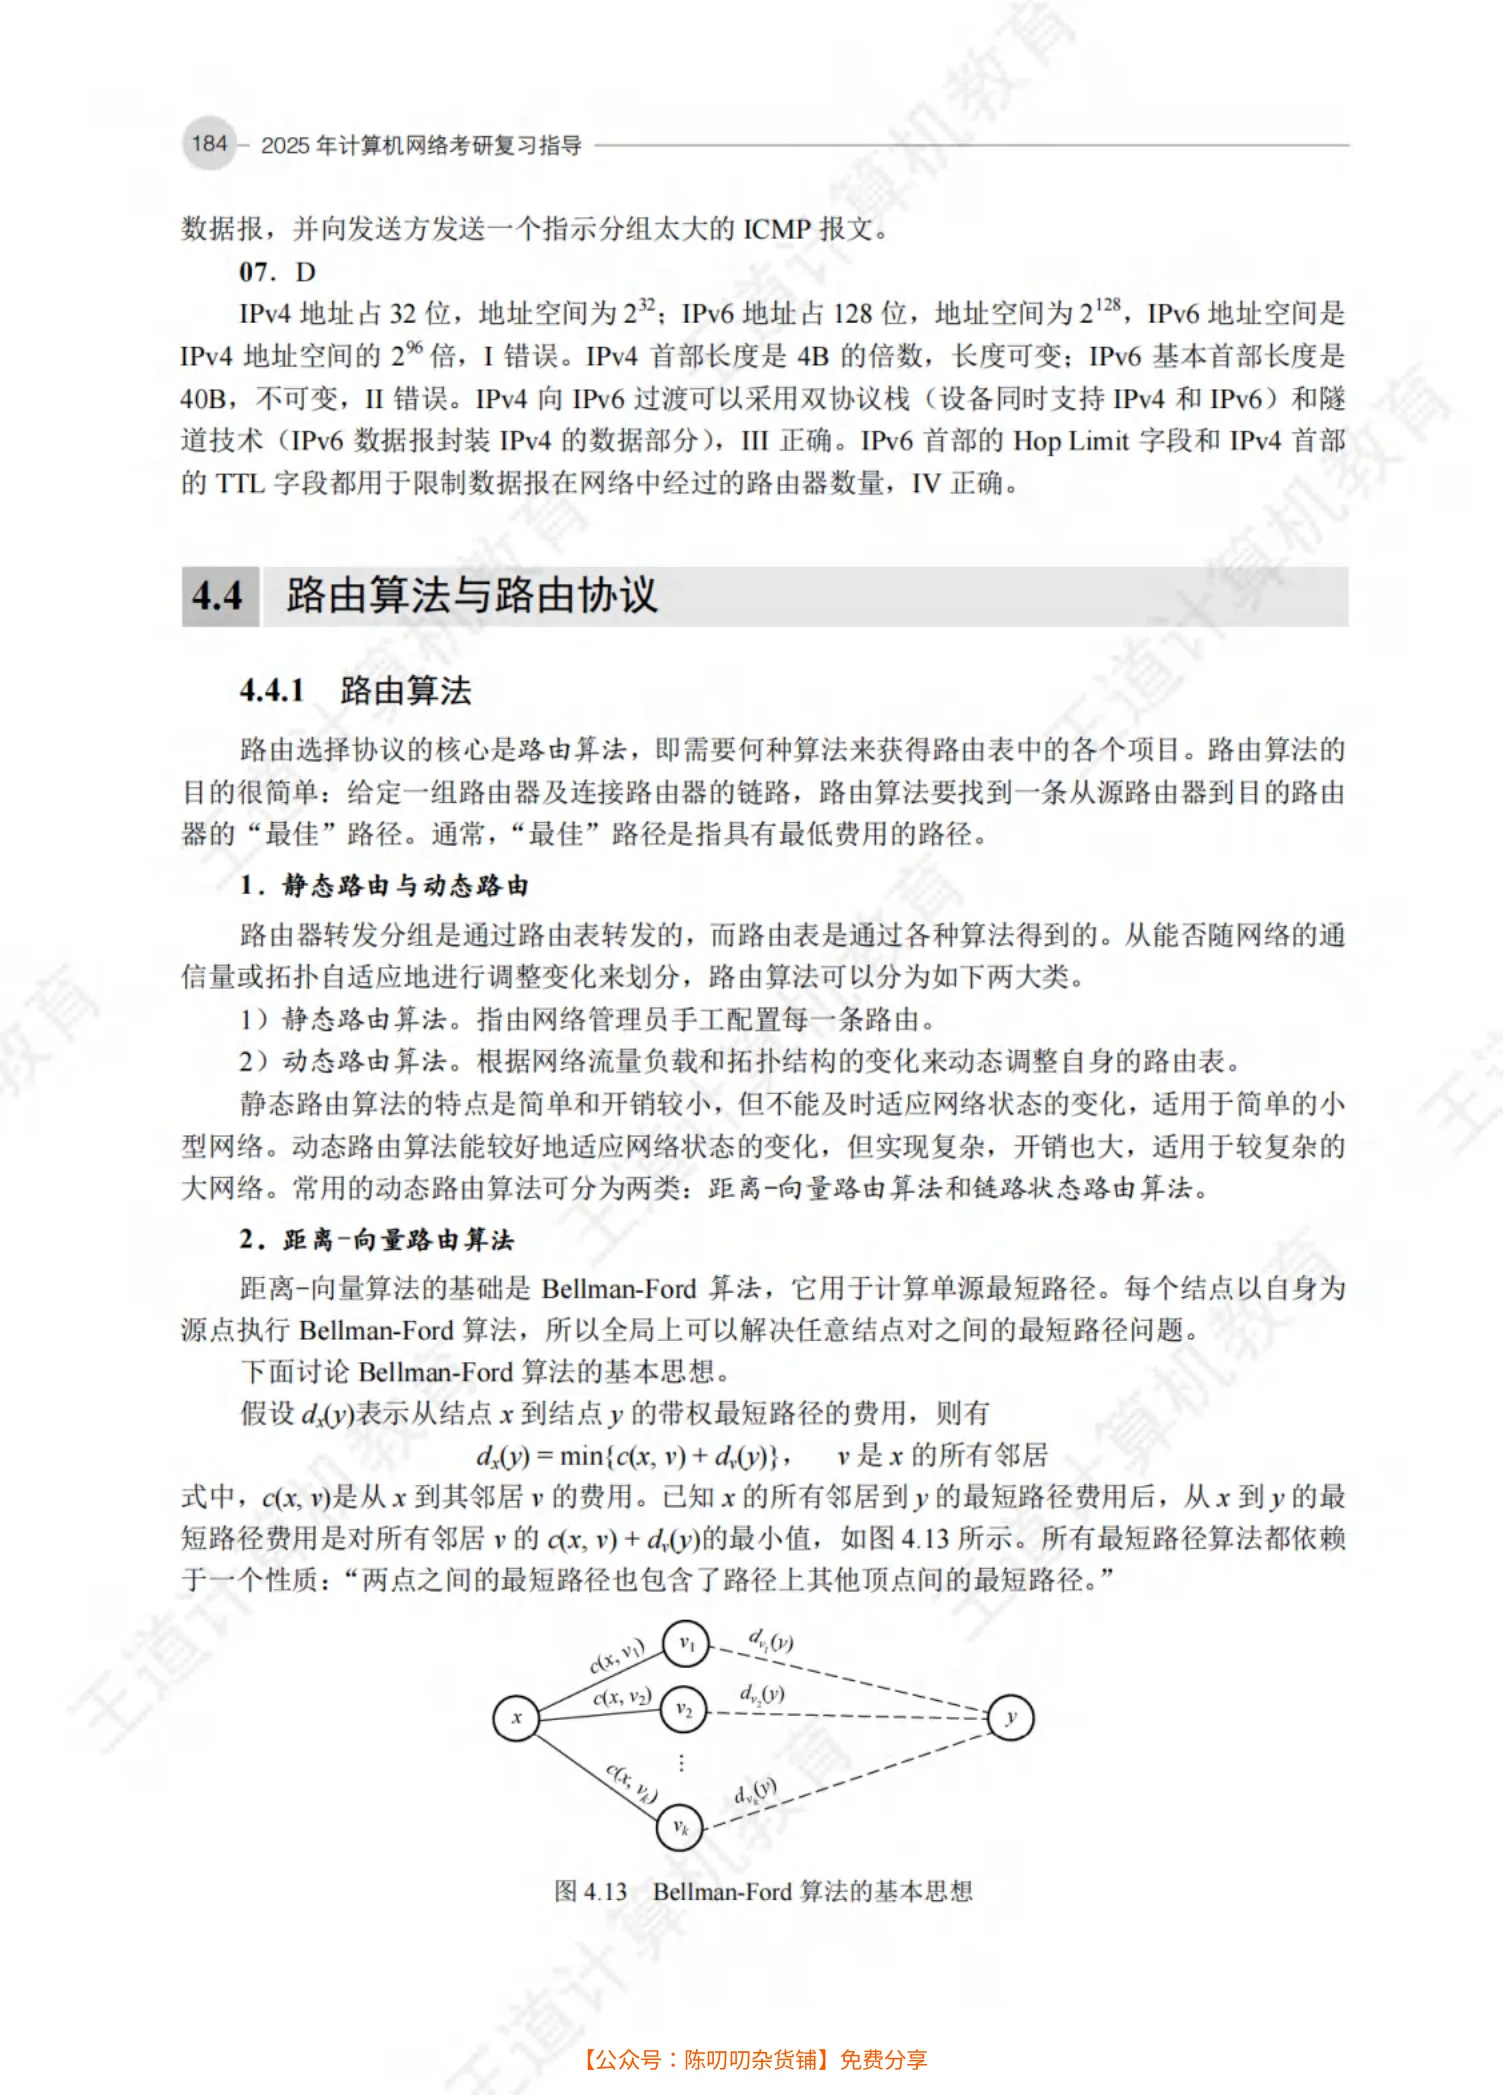 184 2025 年计算机网络考研复习指导
数据报，并向发送方发送一个指示分组太大的 ICMP 报文。
07. D
IPv4 地址占 32 位，地址空间为 2^32；IPv6 地址占 128 位，地址空间为 2^128，IPv6 地址空间是
IPv4 地址空间的 2^96 倍，I 错误。IPv4 首部长度是 4B 的倍数，长度可变；IPv6 基本首部长度是
40B，不可变，II 错误。IPv4 向 IPv6 过渡可以采用双协议栈（设备同时支持 IPv4 和 IPv6）和隧
道技术（IPv6 数据报封装 IPv4 的数据部分），III 正确。IPv6 首部的 Hop Limit 字段和 IPv4 首部
的 TTL 字段都用于限制数据报在网络中经过的路由器数量，IV 正确。
4.4 路由算法与路由协议
4.4.1 路由算法
路由选择协议的核心是路由算法，即需要何种算法来获得路由表中的各个项目。路由算法的
目的很简单：给定一组路由器及连接路由器的链路，路由算法要找到一条从源路由器到目的路由
器的“最佳”路径。通常，“最佳”路径是指具有最低费用的路径。
1. 静态路由与动态路由
路由器转发分组是通过路由表转发的，而路由表是通过各种算法得到的。从能否随网络的通
信量或拓扑自适应地进行调整变化来划分，路由算法可以分为如下两大类。
1）静态路由算法。指由网络管理员手工配置每一条路由。
2）动态路由算法。根据网络流量负载和拓扑结构的变化来动态调整自身的路由表。
静态路由算法的特点是简单和开销较小，但不能及时适应网络状态的变化，适用于简单的小
型网络。动态路由算法能较好地适应网络状态的变化，但实现复杂，开销也大，适用于较复杂的
大网络。常用的动态路由算法可分为两类：距离-向量路由算法和链路状态路由算法。
2. 距离-向量路由算法
距离-向量算法的基础是 Bellman-Ford 算法，它用于计算单源最短路径。每个结点以自身为
源点执行 Bellman-Ford 算法，所以全局上可以解决任意结点对之间的最短路径问题。
下面讨论 Bellman-Ford 算法的基本思想。
假设 dx(y)表示从结点 x 到结点 y 的带权最短路径的费用，则有
dx(y) = min{c(x, v) + dv(y)}， v 是 x 的所有邻居
式中，c(x, v)是从 x 到其邻居 v 的费用。已知 x 的所有邻居到 y 的最短路径费用后，从 x 到 y 的最
短路径费用是对所有邻居 v 的 c(x, v) + dv(y)的最小值，如图 4.13 所示。所有最短路径算法都依赖
于一个性质：“两点之间的最短路径也包含了路径上其他顶点间的最短路径。”
c(x, v1) v1 dv1(y)
c(x, v2) v2 dv2(y)
x y
⋮
c(x, vk) vk dvk(y)
图 4.13 Bellman-Ford 算法的基本思想
【公众号：陈叨叨杂货铺】免费分享
王道计算机教育